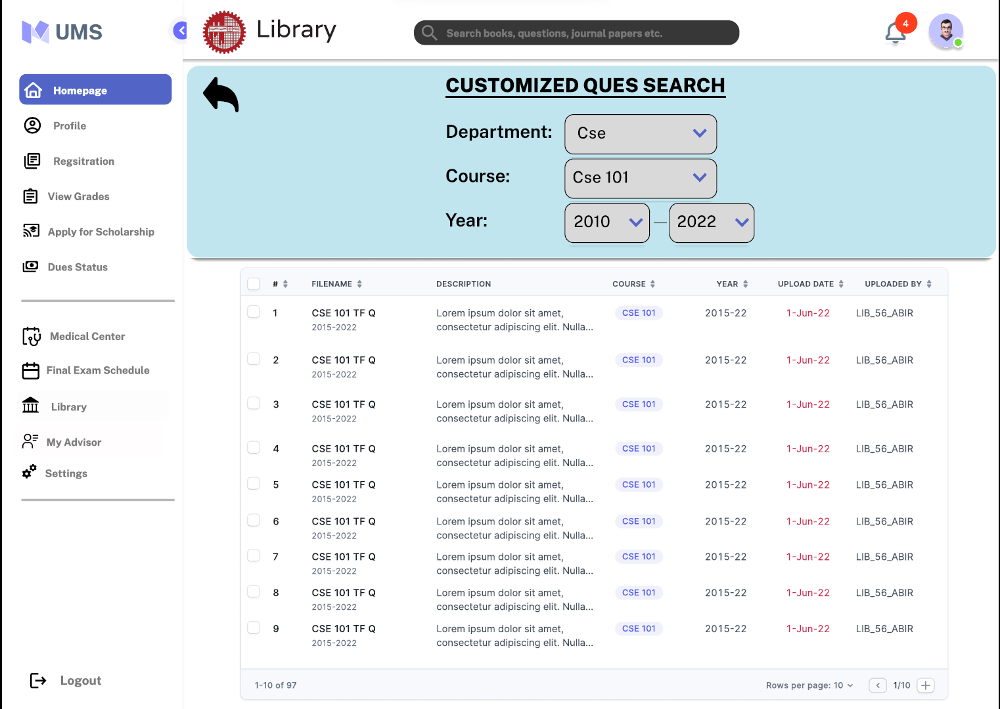 UMS
Library
Search books, questions, journal papers etc.
4
Homepage
Profile
Regsitration
View Grades
Apply for Scholarship
Dues Status
Medical Center
Final Exam Schedule
Library
My Advisor
Settings
Logout
CUSTOMIZED QUES SEARCH
Department: Cse
Course: Cse 101
Year: 2010 — 2022
# FILENAME DESCRIPTION COURSE YEAR UPLOAD DATE UPLOADED BY
1 CSE 101 TF Q Lorem ipsum dolor sit amet, CSE 101 2015-22 1-Jun-22 LIB_56_ABIR
2015-2022 consectetur adipiscing elit. Nulla...
2 CSE 101 TF Q Lorem ipsum dolor sit amet, CSE 101 2015-22 1-Jun-22 LIB_56_ABIR
2015-2022 consectetur adipiscing elit. Nulla...
3 CSE 101 TF Q Lorem ipsum dolor sit amet, CSE 101 2015-22 1-Jun-22 LIB_56_ABIR
2015-2022 consectetur adipiscing elit. Nulla...
4 CSE 101 TF Q Lorem ipsum dolor sit amet, CSE 101 2015-22 1-Jun-22 LIB_56_ABIR
2015-2022 consectetur adipiscing elit. Nulla...
5 CSE 101 TF Q Lorem ipsum dolor sit amet, CSE 101 2015-22 1-Jun-22 LIB_56_ABIR
2015-2022 consectetur adipiscing elit. Nulla...
6 CSE 101 TF Q Lorem ipsum dolor sit amet, CSE 101 2015-22 1-Jun-22 LIB_56_ABIR
2015-2022 consectetur adipiscing elit. Nulla...
7 CSE 101 TF Q Lorem ipsum dolor sit amet, CSE 101 2015-22 1-Jun-22 LIB_56_ABIR
2015-2022 consectetur adipiscing elit. Nulla...
8 CSE 101 TF Q Lorem ipsum dolor sit amet, CSE 101 2015-22 1-Jun-22 LIB_56_ABIR
2015-2022 consectetur adipiscing elit. Nulla...
9 CSE 101 TF Q Lorem ipsum dolor sit amet, CSE 101 2015-22 1-Jun-22 LIB_56_ABIR
2015-2022 consectetur adipiscing elit. Nulla...
1-10 of 97 Rows per page: 10 1/10